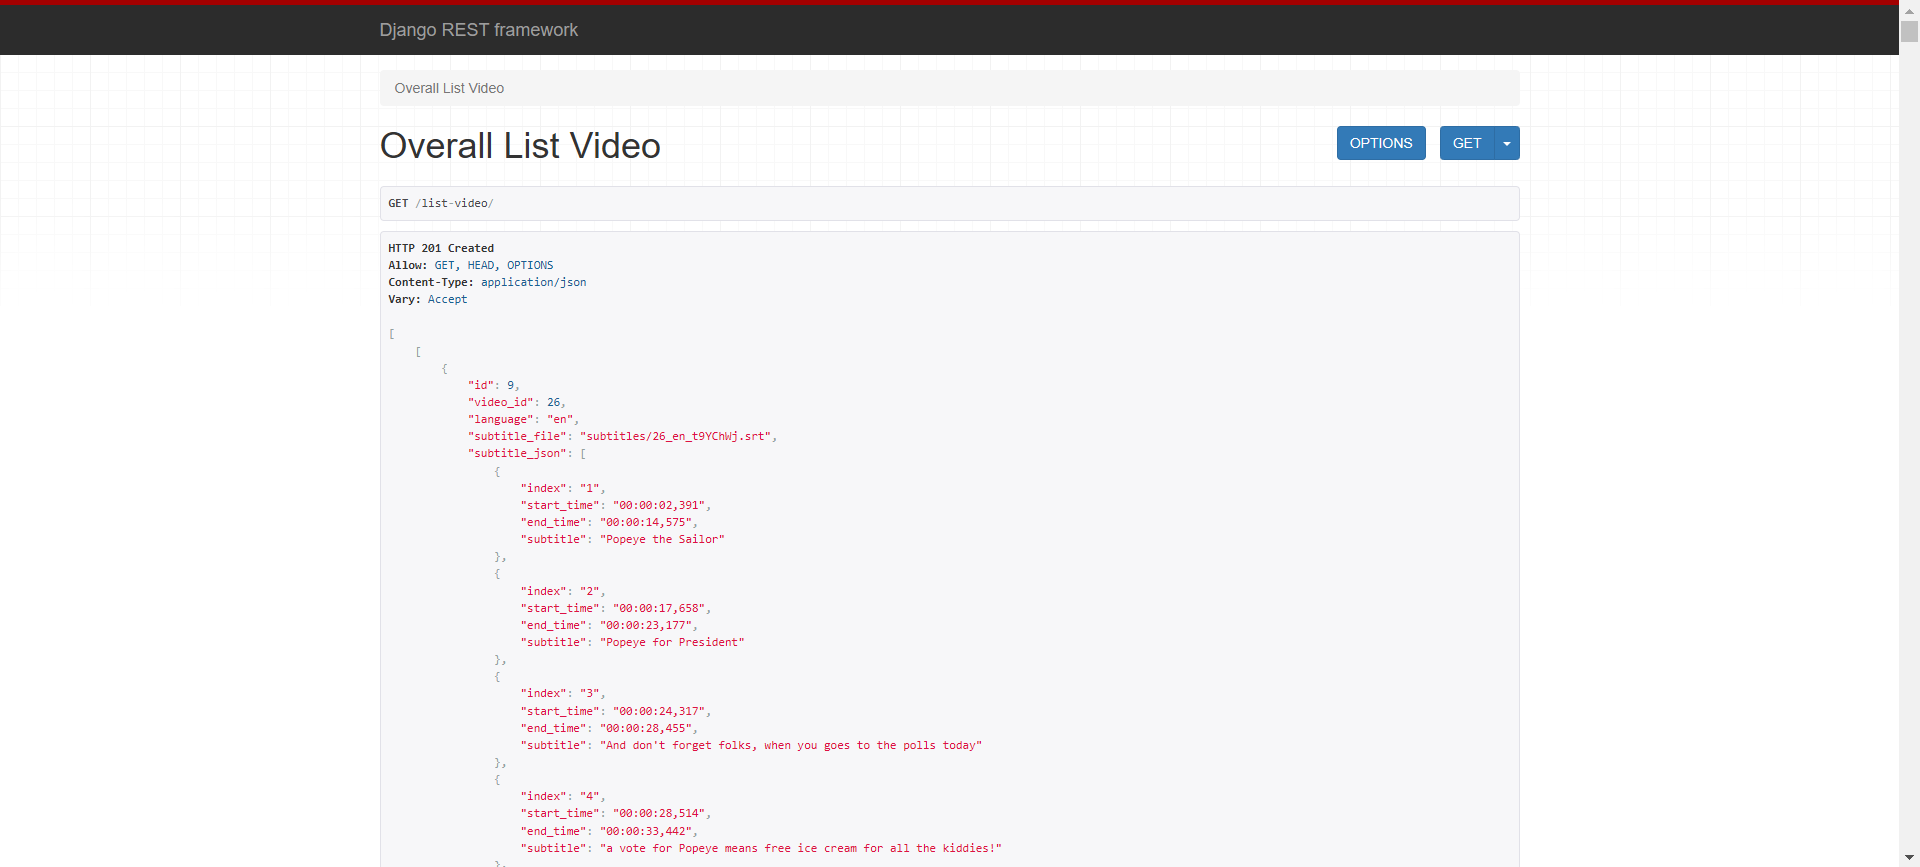 Django REST framework
Overall List Video
Overall List Video
OPTIONS GET
GET /list-video/
HTTP 201 Created
Allow: GET, HEAD, OPTIONS
Content-Type: application/json
Vary: Accept
[
[
{
"id": 9,
"video_id": 26,
"language": "en",
"subtitle_file": "subtitles/26_en_t9YChWj.srt",
"subtitle_json": [
{
"index": "1",
"start_time": "00:00:02,391",
"end_time": "00:00:14,575",
"subtitle": "Popeye the Sailor"
},
{
"index": "2",
"start_time": "00:00:17,658",
"end_time": "00:00:23,177",
"subtitle": "Popeye for President"
},
{
"index": "3",
"start_time": "00:00:24,317",
"end_time": "00:00:28,455",
"subtitle": "And don't forget folks, when you goes to the polls today"
},
{
"index": "4",
"start_time": "00:00:28,514",
"end_time": "00:00:33,442",
"subtitle": "a vote for Popeye means free ice cream for all the kiddies!"
},